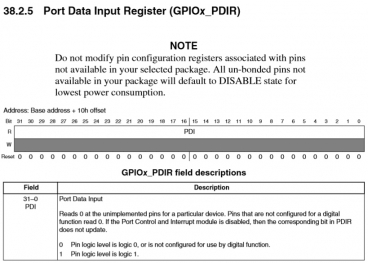 38.2.5 Port Data Input Register (GPIOx_PDIR)
NOTE
Do not modify pin configuration registers associated with pins
not available in your selected package. All un-bonded pins not
available in your package will default to DISABLE state for
lowest power consumption.
Address: Base address + 10h offset
Bit 31 30 29 28 27 26 25 24 23 22 21 20 19 18 17 16 15 14 13 12 11 10 9 8 7 6 5 4 3 2 1 0
R PDI
W
Reset 0 0 0 0 0 0 0 0 0 0 0 0 0 0 0 0 0 0 0 0 0 0 0 0 0 0 0 0 0 0 0 0
GPIOx_PDIR field descriptions
Field Description
31–0 Port Data Input
PDI
Reads 0 at the unimplemented pins for a particular device. Pins that are not configured for a digital
function read 0. If the Port Control and Interrupt module is disabled, then the corresponding bit in PDIR
does not update.
0 Pin logic level is logic 0, or is not configured for use by digital function.
1 Pin logic level is logic 1.